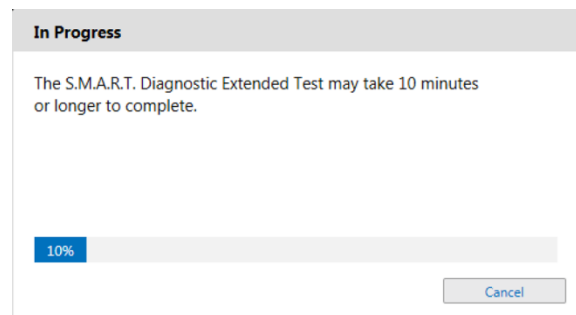 In Progress
The S.M.A.R.T. Diagnostic Extended Test may take 10 minutes
or longer to complete.
10%
Cancel